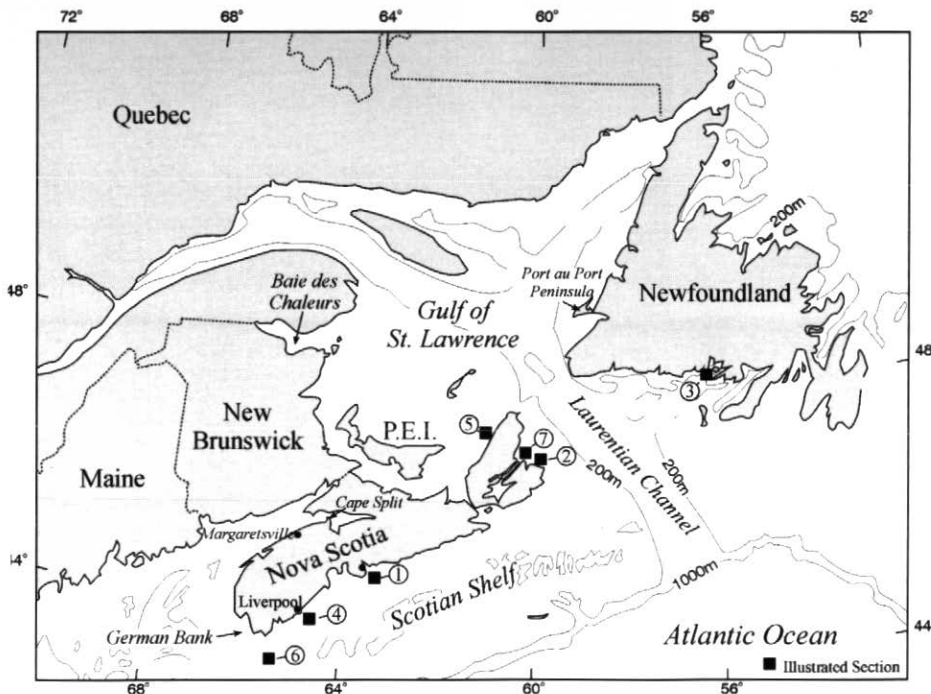 72° 68° 64° 60° 56° 52°
Quebec
200m
Port au Port
Peninsula
Newfoundland
48°
Baie des
Chaleurs
Gulf of
St. Lawrence
48°
③
New
Brunswick
P.E.I.
⑤
⑦
②
Laurentian Channel
200m
200m
Maine
Cape Split
Margaretsville
Nova Scotia
44°
①
Scotian Shelf
1000m
Liverpool
④
German Bank
⑥
44°
Atlantic Ocean
Illustrated Section
68° 64° 60° 56°